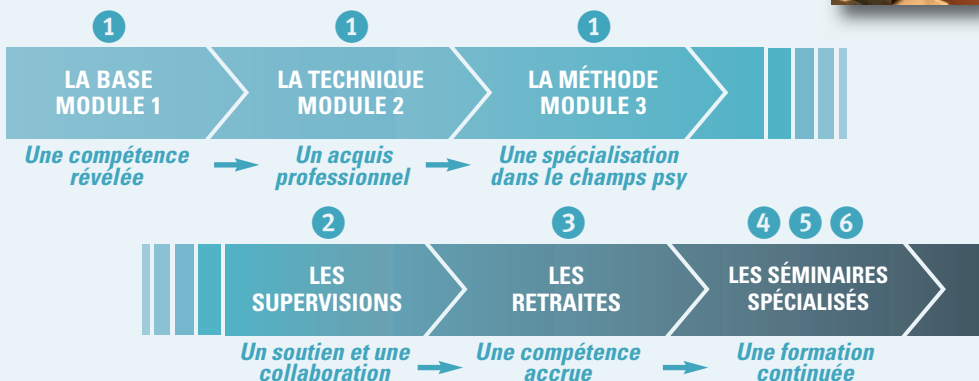 1 1 1
LA BASE
MODULE 1
LA TECHNIQUE
MODULE 2
LA MÉTHODE
MODULE 3
Une compétence
révélée
Un acquis
professionnel
Une spécialisation
dans le champs psy
2 3 4 5 6
LES
SUPERVISIONS
LES
RETRAITES
LES SÉMINAIRES
SPÉCIALISÉS
Un soutien et une
collaboration
Une compétence
accrue
Une formation
continuée